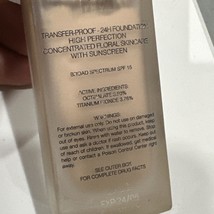 TRANSFER-PROOF · 24H FOUNDATION
HIGH PERFECTION
CONCENTRATED FLORAL SKINCARE
WITH SUNSCREEN
BROAD SPECTRUM SPF 15
ACTIVE INGREDIENTS:
OCTINOXATE
TITANIUM DIOXIDE
WARNINGS:
For external use only. Do not use on damaged
or broken skin. When using this product, keep
out of eyes. Rinse with water to remove. Stop
use and ask a doctor if rash occurs. Keep out
of reach of children. If swallowed, get medical
help or contact a Poison Control Center right
away.
SEE OUTER BOX
FOR COMPLETE DRUG FACTS